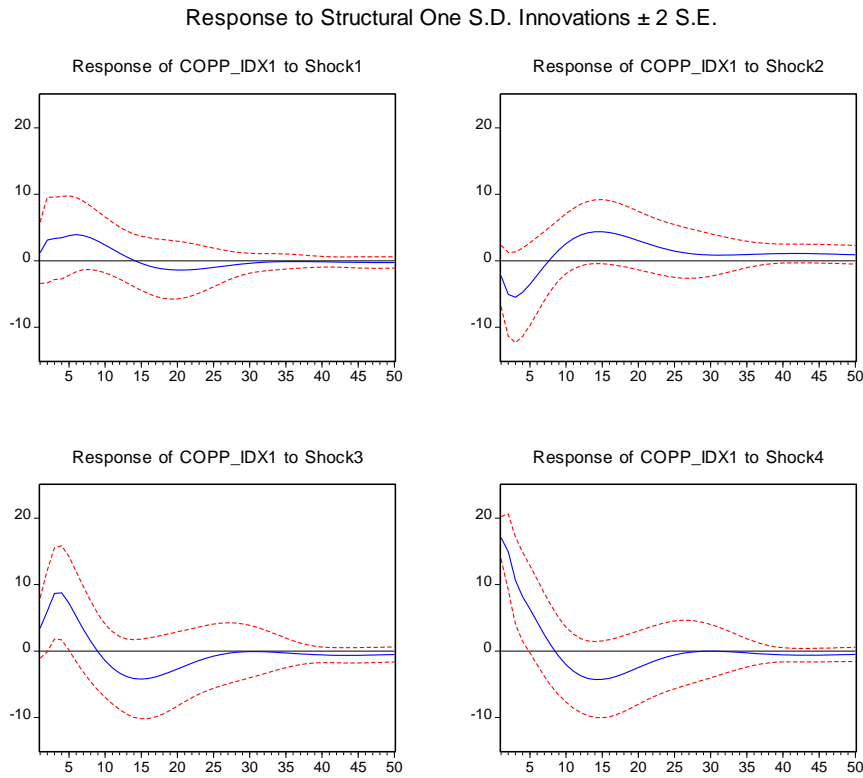 Response to Structural One S.D. Innovations ± 2 S.E.
Response of COPP_IDX1 to Shock1
20
10
0
-10
5 10 15 20 25 30 35 40 45 50
Response of COPP_IDX1 to Shock2
20
10
0
-10
5 10 15 20 25 30 35 40 45 50
Response of COPP_IDX1 to Shock3
20
10
0
-10
5 10 15 20 25 30 35 40 45 50
Response of COPP_IDX1 to Shock4
20
10
0
-10
5 10 15 20 25 30 35 40 45 50